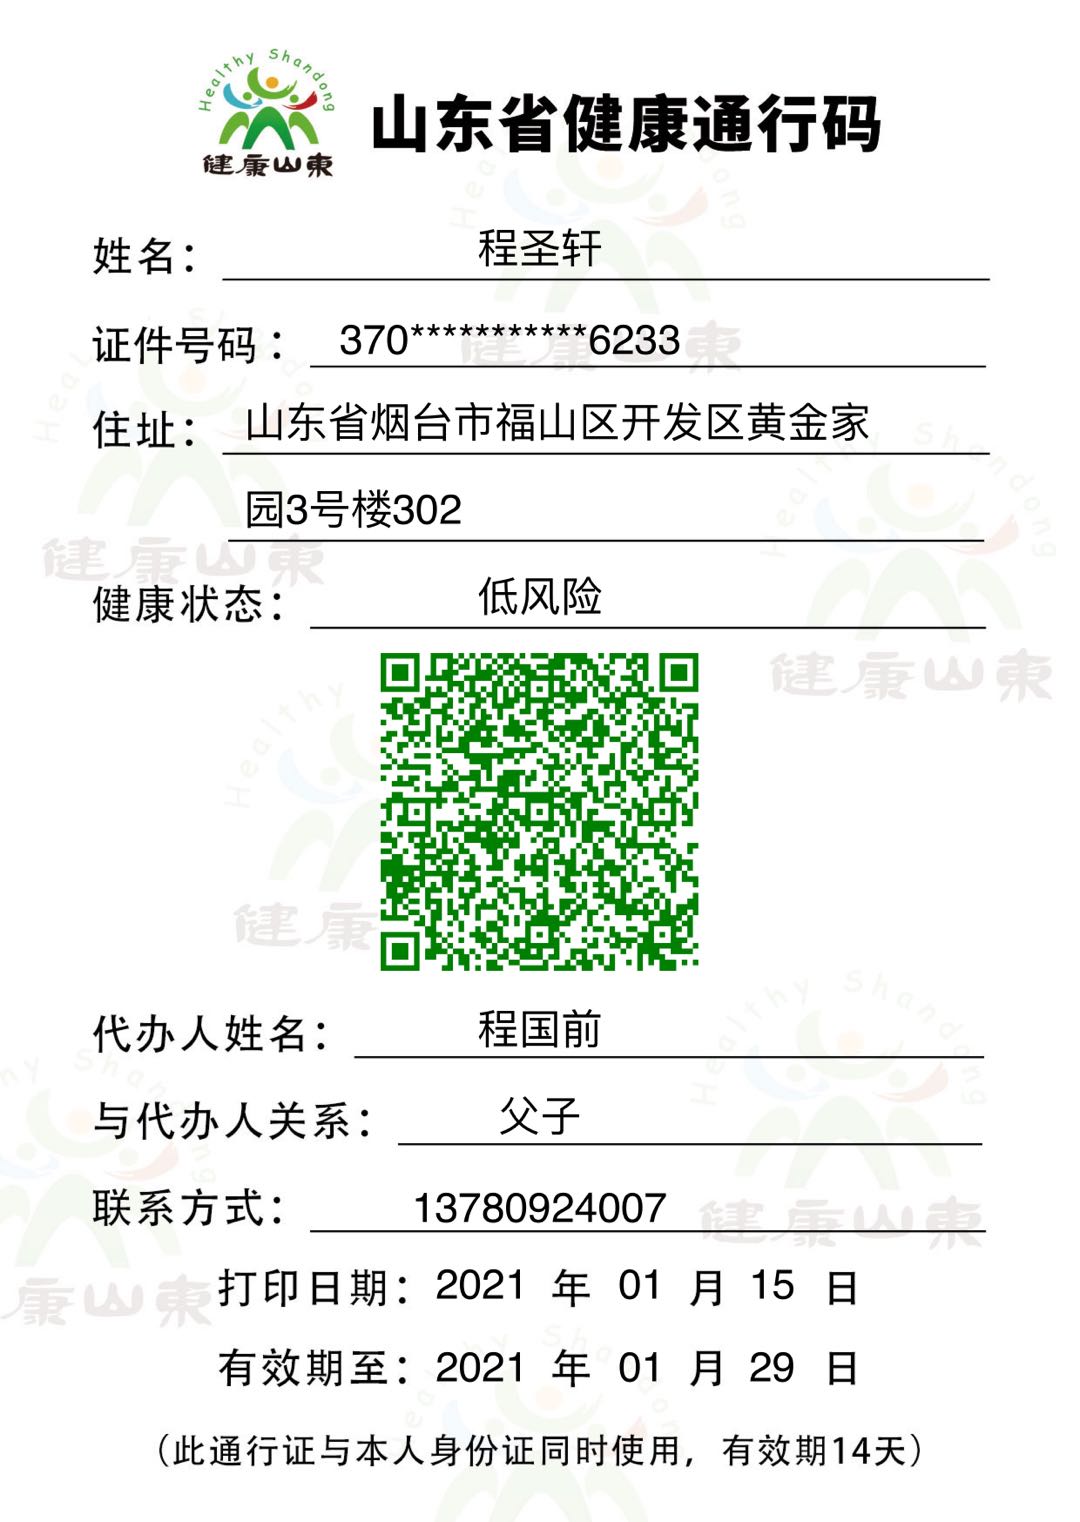 Healthy Shandong
健康山東
山东省健康通行码
姓名： 程圣轩
证件号码： 370***********6233
住址： 山东省烟台市福山区开发区黄金家
园3号楼302
健康状态： 低风险
代办人姓名： 程国前
与代办人关系： 父子
联系方式： 13780924007
打印日期：2021 年 01 月 15 日
有效期至：2021 年 01 月 29 日
（此通行证与本人身份证同时使用，有效期14天）